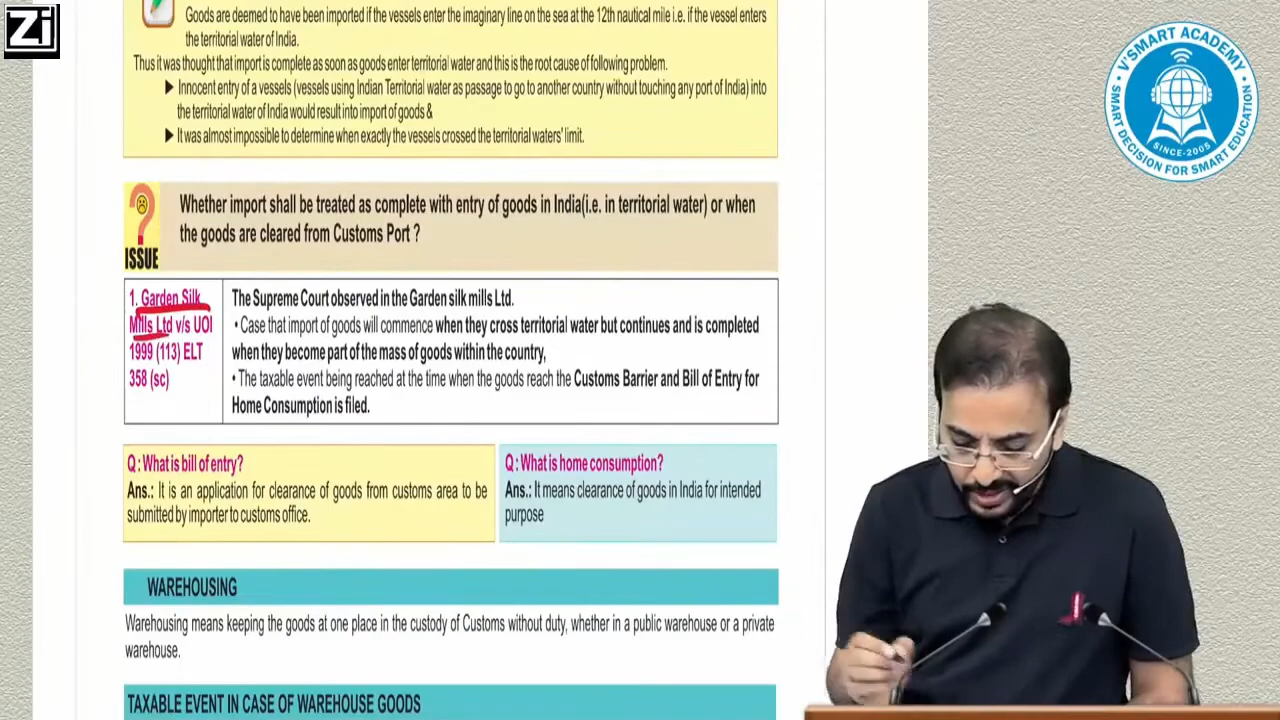 Zi
Goods are deemed to have been imported if the vessels enter the imaginary line on the sea at the 12th nautical mile i.e. if the vessel enters
the territorial water of India.
Thus it was thought that import is complete as soon as goods enter territorial water and this is the root cause of following problem.
Innocent entry of a vessels (vessels using Indian Territorial water as passage to go to another country without touching any port of India) into
the territorial water of India would result into import of goods &
It was almost impossible to determine when exactly the vessels crossed the territorial waters' limit.
ISSUE
Whether import shall be treated as complete with entry of goods in India(i.e. in territorial water) or when
the goods are cleared from Customs Port ?
1. Garden Silk
Mills Ltd v/s UOI
1999 (113) ELT
358 (sc)
The Supreme Court observed in the Garden silk mills Ltd.
• Case that import of goods will commence when they cross territorial water but continues and is completed
when they become part of the mass of goods within the country,
• The taxable event being reached at the time when the goods reach the Customs Barrier and Bill of Entry for
Home Consumption is filed.
Q : What is bill of entry?
Ans.: It is an application for clearance of goods from customs area to be
submitted by importer to customs office.
Q : What is home consumption?
Ans.: It means clearance of goods in India for intended
purpose
WAREHOUSING
Warehousing means keeping the goods at one place in the custody of Customs without duty, whether in a public warehouse or a private
warehouse.
TAXABLE EVENT IN CASE OF WAREHOUSE GOODS
V'SMART ACADEMY
SINCE-2005
SMART DECISION FOR SMART EDUCATION